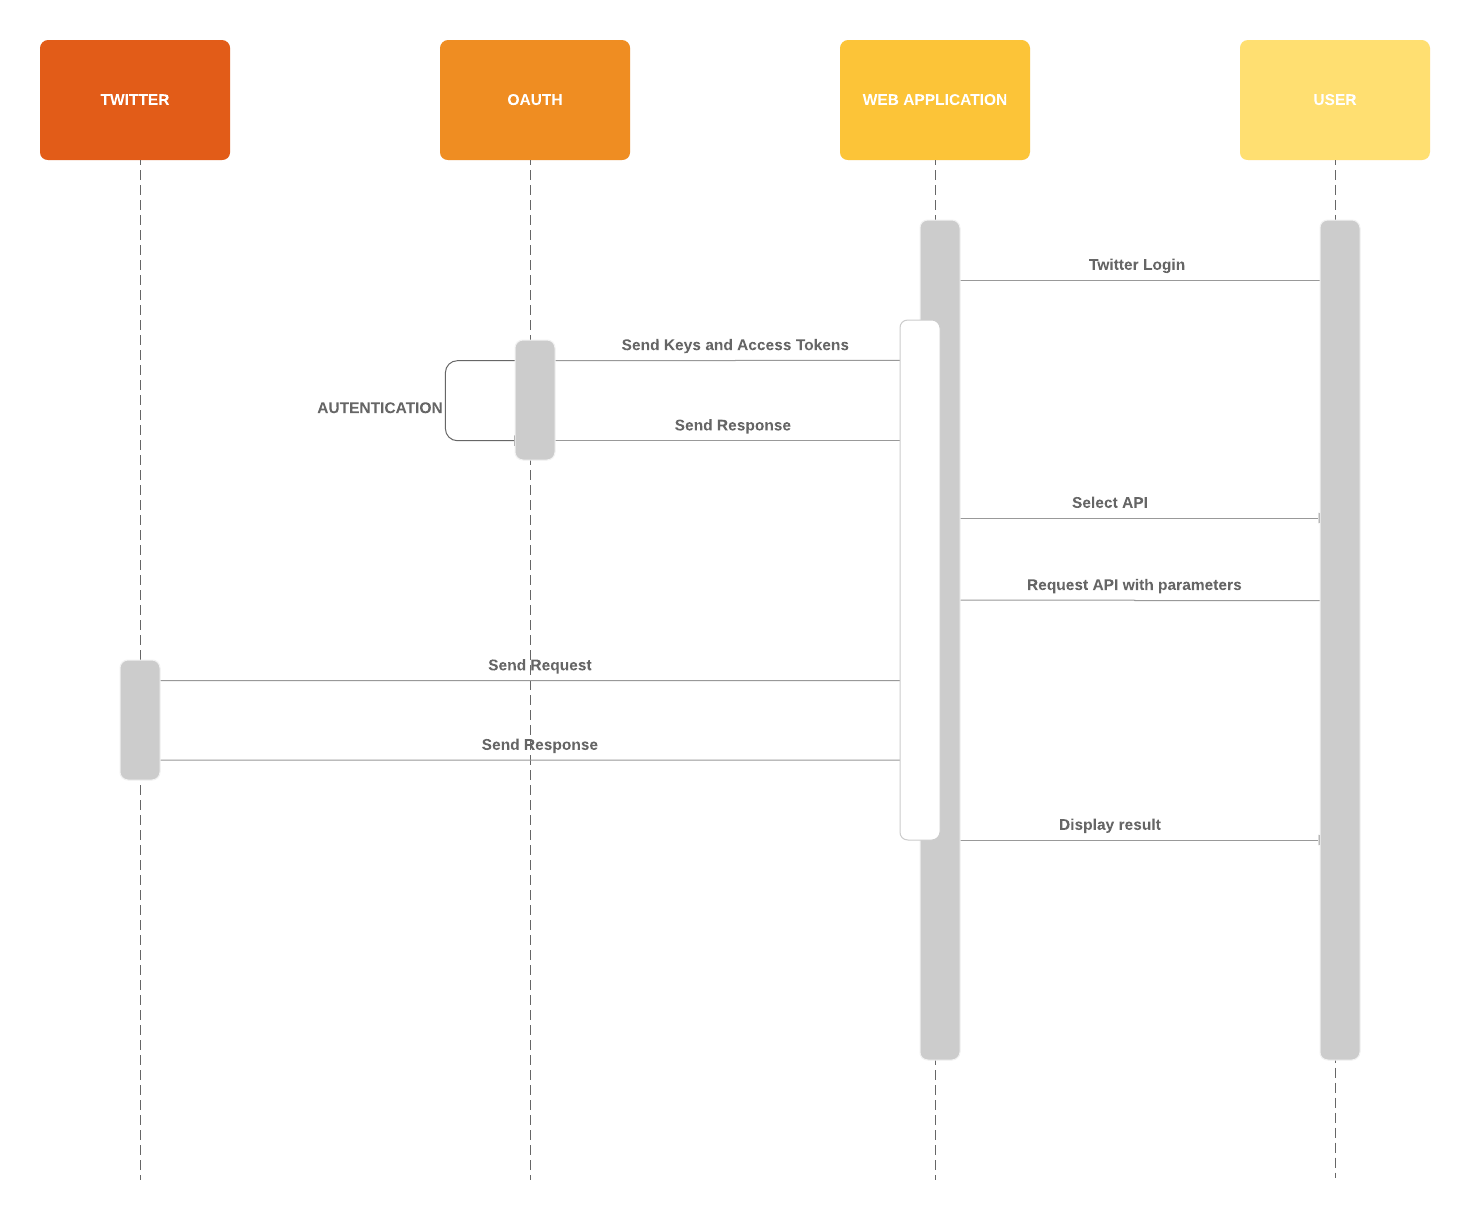 TWITTER
OAUTH
WEB APPLICATION
USER
Twitter Login
Send Keys and Access Tokens
AUTENTICATION
Send Response
Select API
Request API with parameters
Send Request
Send Response
Display result